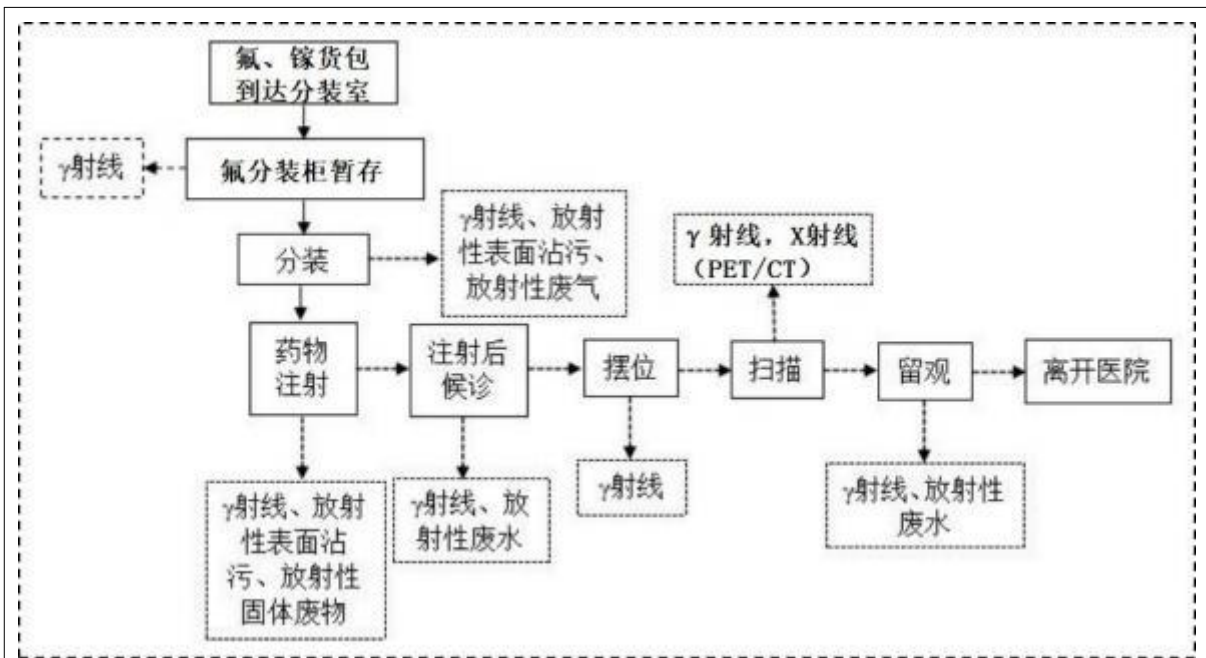 氟、镓货包
到达分装室
γ射线
氟分装柜暂存
分装
γ射线、放射
性表面沾污、
放射性废气
γ射线，X射线
（PET/CT）
药物
注射
注射后
候诊
摆位
扫描
留观
离开医院
γ射线、放射
性表面沾
污、放射性
固体废物
γ射线、放
射性废水
γ射线
γ射线、放射性
废水